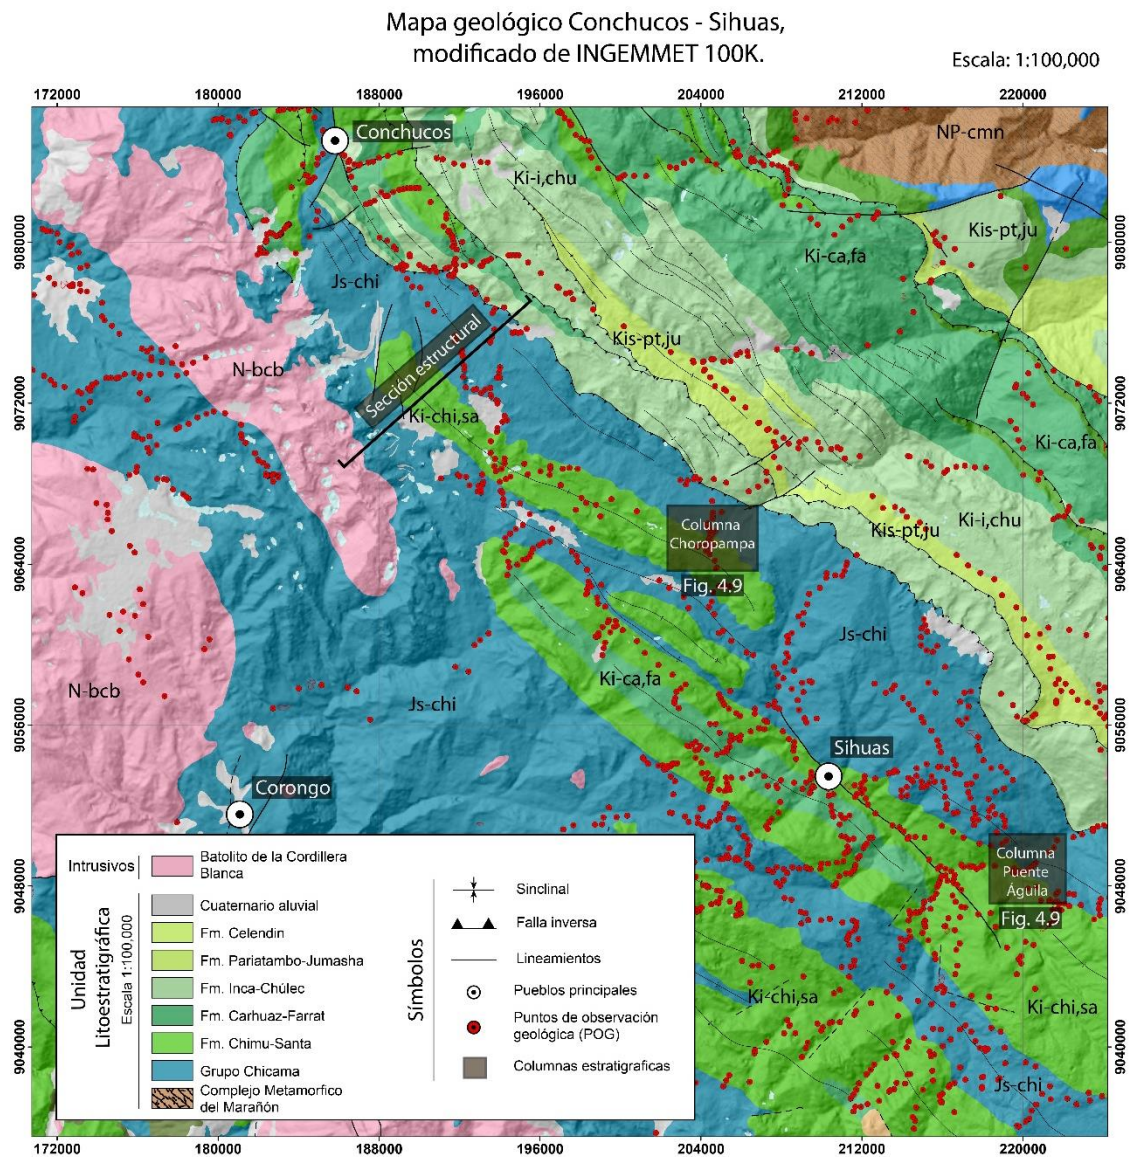 Mapa geológico Conchucos - Sihuas,
modificado de INGEMMET 100K.
Escala: 1:100,000
172000 180000 188000 196000 204000 212000 220000
Conchucos
NP-cmn
Ki-i,chu
9080000
Kis-pt,ju
9080000
Ki-ca,fa
Js-chi
Sección estructural
Kis-pt,ju
N-bcb
9072000
Ki-chi,sa
9072000
Ki-ca,fa
Columna
Choropampa
Kis-pt,ju
Ki-i,chu
9064000
Fig. 4.9
9064000
Js-chi
N-bcb
Ki-ca,fa
Js-chi
9056000
9056000
Sihuas
Corongo
Columna
Puente
Águila
Fig. 4.9
9048000
9048000
Ki-chi,sa
Ki-chi,sa
9040000
9040000
Js-chi
Intrusivos
Batolito de la Cordillera
Blanca
Unidad
Litoestratigráfica
Escala 1:100,000
Cuaternario aluvial
Fm. Celendin
Fm. Pariatambo-Jumasha
Fm. Inca-Chúlec
Fm. Carhuaz-Farrat
Fm. Chimu-Santa
Grupo Chicama
Complejo Metamorfico
del Marañón
Símbolos
Sinclinal
Falla inversa
Lineamientos
Pueblos principales
Puntos de observación
geológica (POG)
Columnas estratigraficas
172000 180000 188000 196000 204000 212000 220000